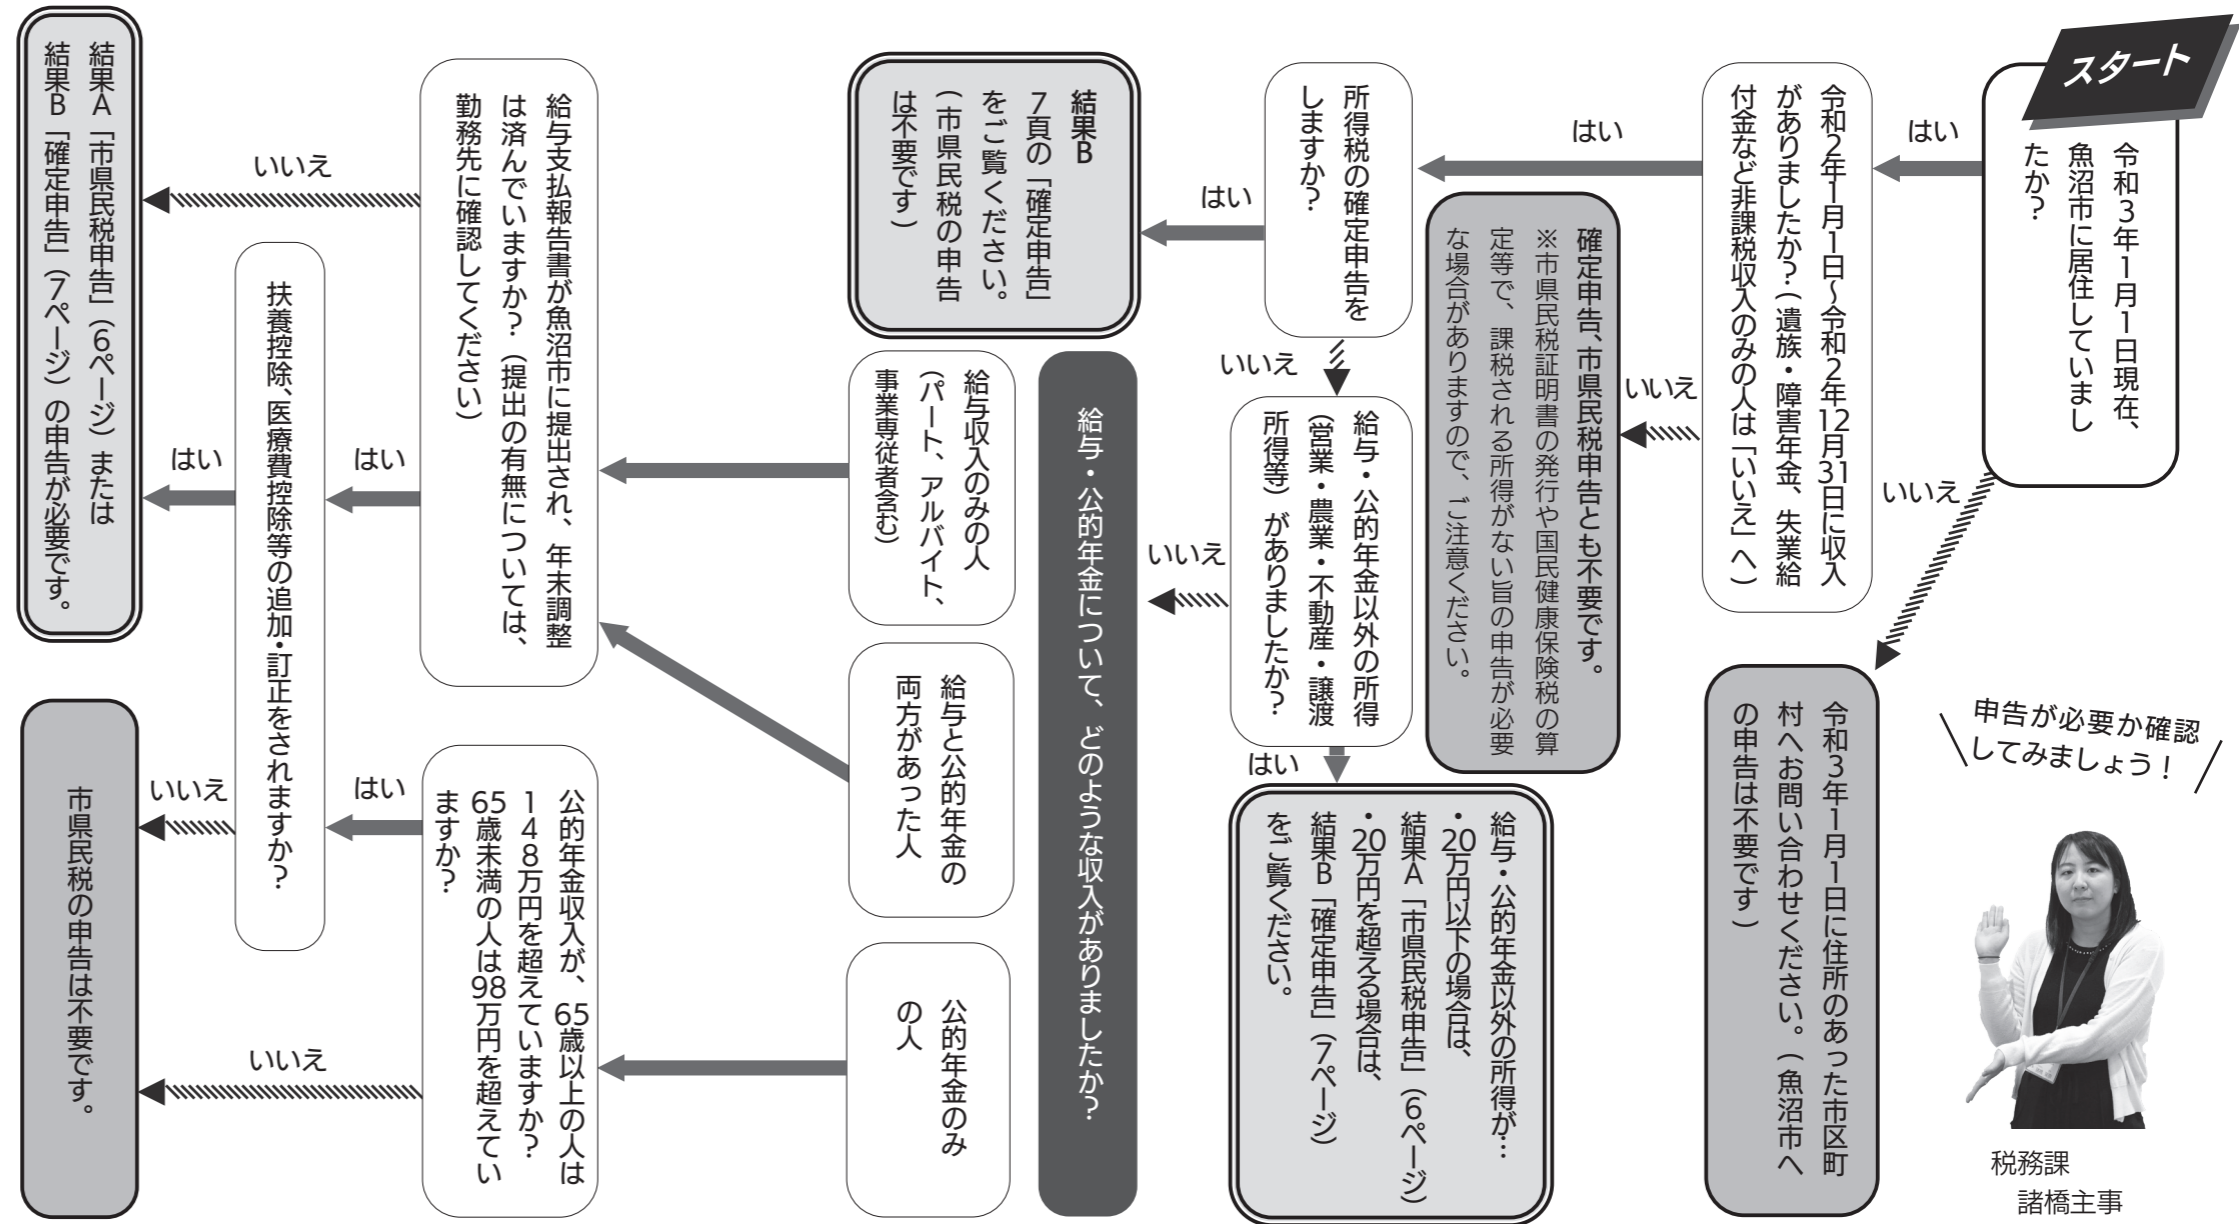 スタート
令和3年1月1日現在、
魚沼市に居住していまし
たか？
はい
いいえ
申告が必要か確認
してみましょう！
税務課
諸橋主事
令和2年1月1日〜令和2年12月31日に収入
がありましたか？（遺族・障害年金、失業給
付金など非課税収入のみの人は「いいえ」へ）
はい
いいえ
令和3年1月1日に住所のあった市区町
村へお問い合わせください。（魚沼市へ
の申告は不要です）
確定申告、市県民税申告とも不要です。
※市県民税証明書の発行や国民健康保険税の算
定等で、課税される所得がない旨の申告が必要
な場合がありますので、ご注意ください。
所得税の確定申告を
しますか？
はい
いいえ
給与・公的年金以外の所得
（営業・農業・不動産・譲渡
所得等）がありましたか？
いいえ
はい
給与・公的年金以外の所得が…
・20万円以下の場合は、
結果A「市県民税申告」（6ページ）
・20万円を超える場合は、
結果B「確定申告」（7ページ）
をご覧ください。
結果B
7頁の「確定申告」
をご覧ください。
（市県民税の申告
は不要です）
給与・公的年金について、どのような収入がありましたか？
給与収入のみの人
（パート、アルバイト、
事業専従者含む）
給与と公的年金の
両方があった人
公的年金のみ
の人
給与支払報告書が魚沼市に提出され、年末調整
は済んでいますか？（提出の有無については、
勤務先に確認してください）
いいえ
はい
公的年金収入が、65歳以上の人は
148万円を超えていますか？
65歳未満の人は98万円を超えてい
ますか？
はい
いいえ
扶養控除、医療費控除等の追加・訂正をされますか？
はい
いいえ
結果A「市県民税申告」（6ページ）または
結果B「確定申告」（7ページ）の申告が必要です。
市県民税の申告は不要です。